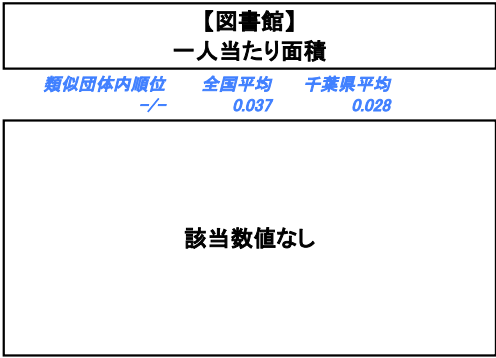 【図書館】
一人当たり面積
類似団体内順位 全国平均 千葉県平均
-/- 0.037 0.028
該当数値なし